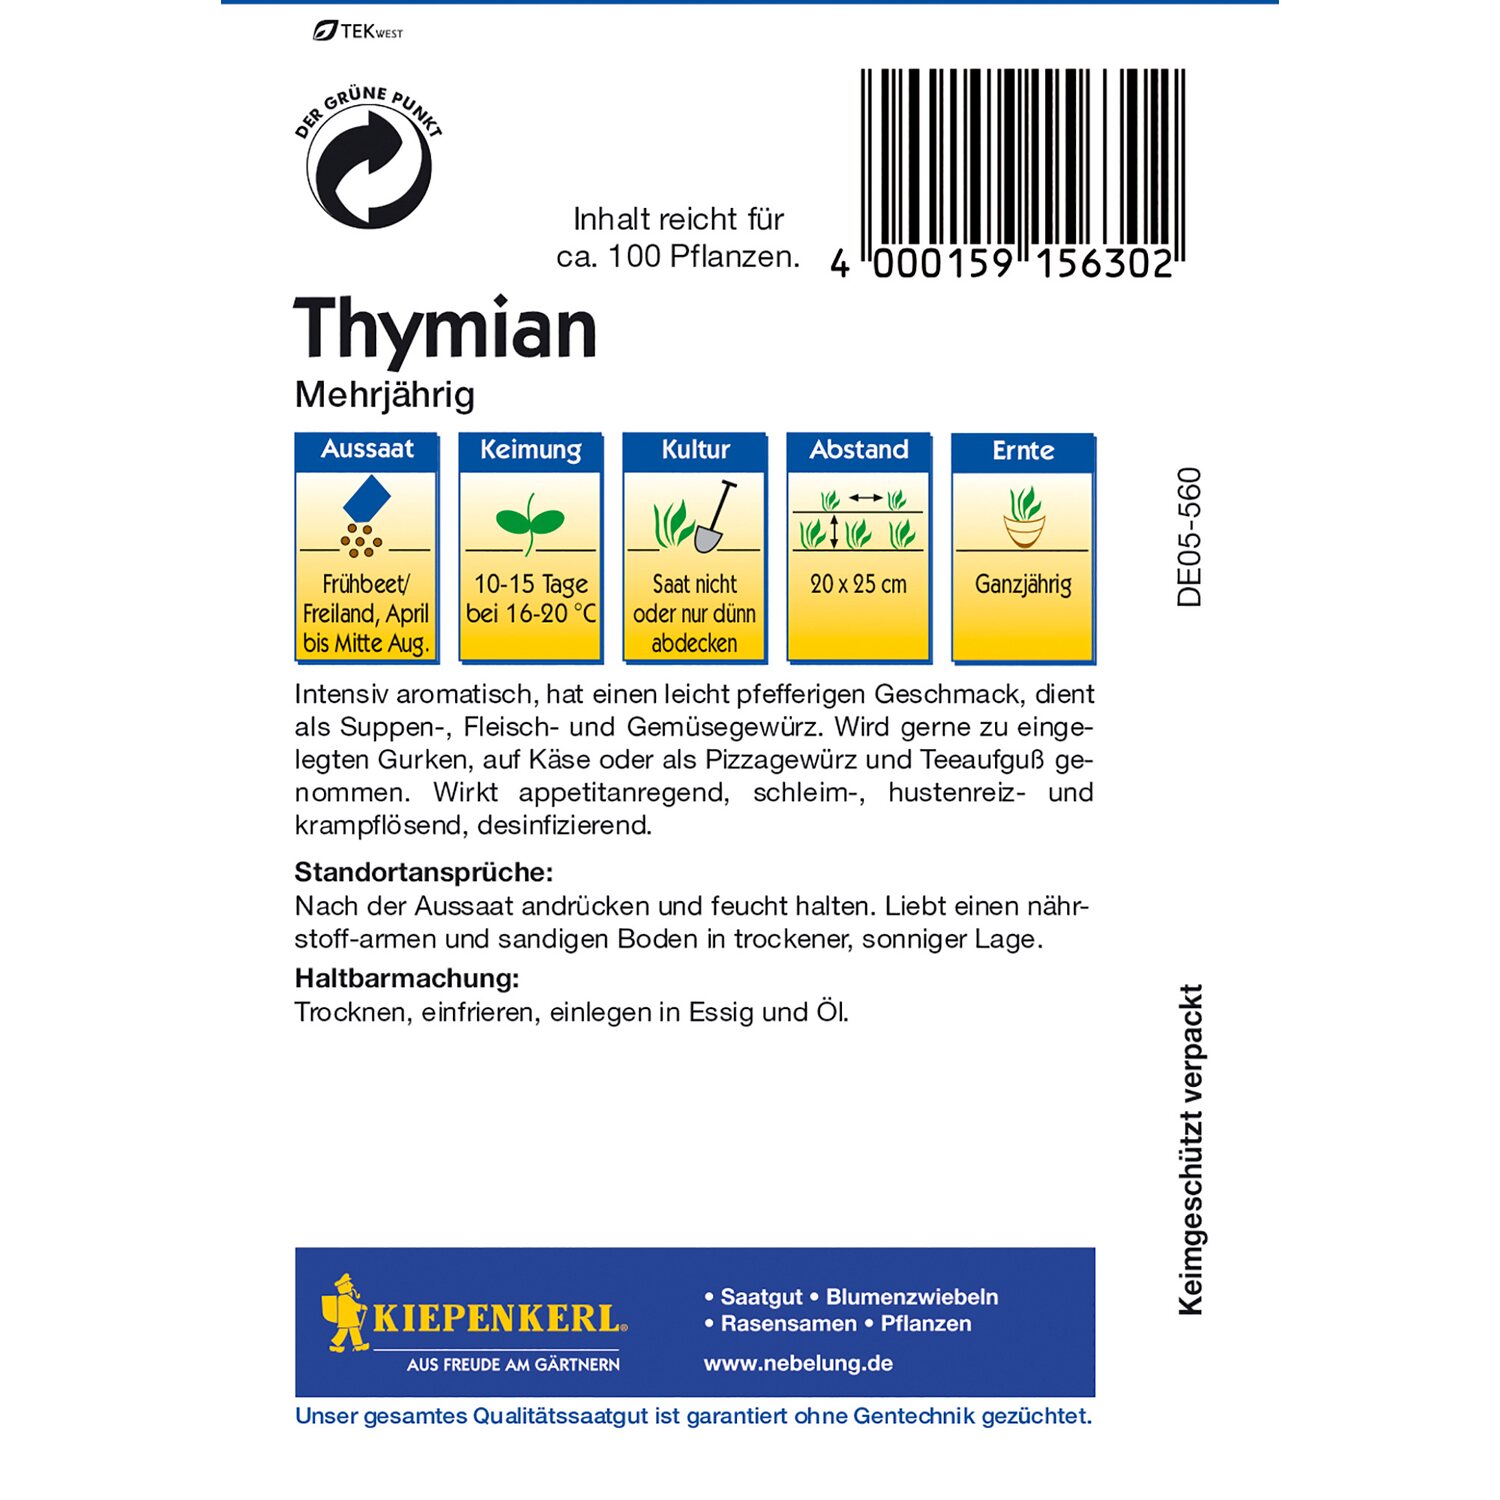 TEKWEST
DER GRÜNE PUNKT
Inhalt reicht für
ca. 100 Pflanzen.
4 000159 156302
Thymian
Mehrjährig
Aussaat
Frühbeet/
Freiland, April
bis Mitte Aug.
Keimung
10-15 Tage
bei 16-20 °C
Kultur
Saat nicht
oder nur dünn
abdecken
Abstand
20 x 25 cm
Ernte
Ganzjährig
DE05-560
Intensiv aromatisch, hat einen leicht pfefferigen Geschmack, dient
als Suppen-, Fleisch- und Gemüsegewürz. Wird gerne zu einge-
legten Gurken, auf Käse oder als Pizzagewürz und Teeaufguß ge-
nommen. Wirkt appetitanregend, schleim-, hustenreiz- und
krampflösend, desinfizierend.
Standortansprüche:
Nach der Aussaat andrücken und feucht halten. Liebt einen nähr-
stoff-armen und sandigen Boden in trockener, sonniger Lage.
Haltbarmachung:
Trocknen, einfrieren, einlegen in Essig und Öl.
Keimgeschützt verpackt
KIEPENKERL®
AUS FREUDE AM GÄRTNERN
• Saatgut • Blumenzwiebeln
• Rasensamen • Pflanzen
www.nebelung.de
Unser gesamtes Qualitätssaatgut ist garantiert ohne Gentechnik gezüchtet.